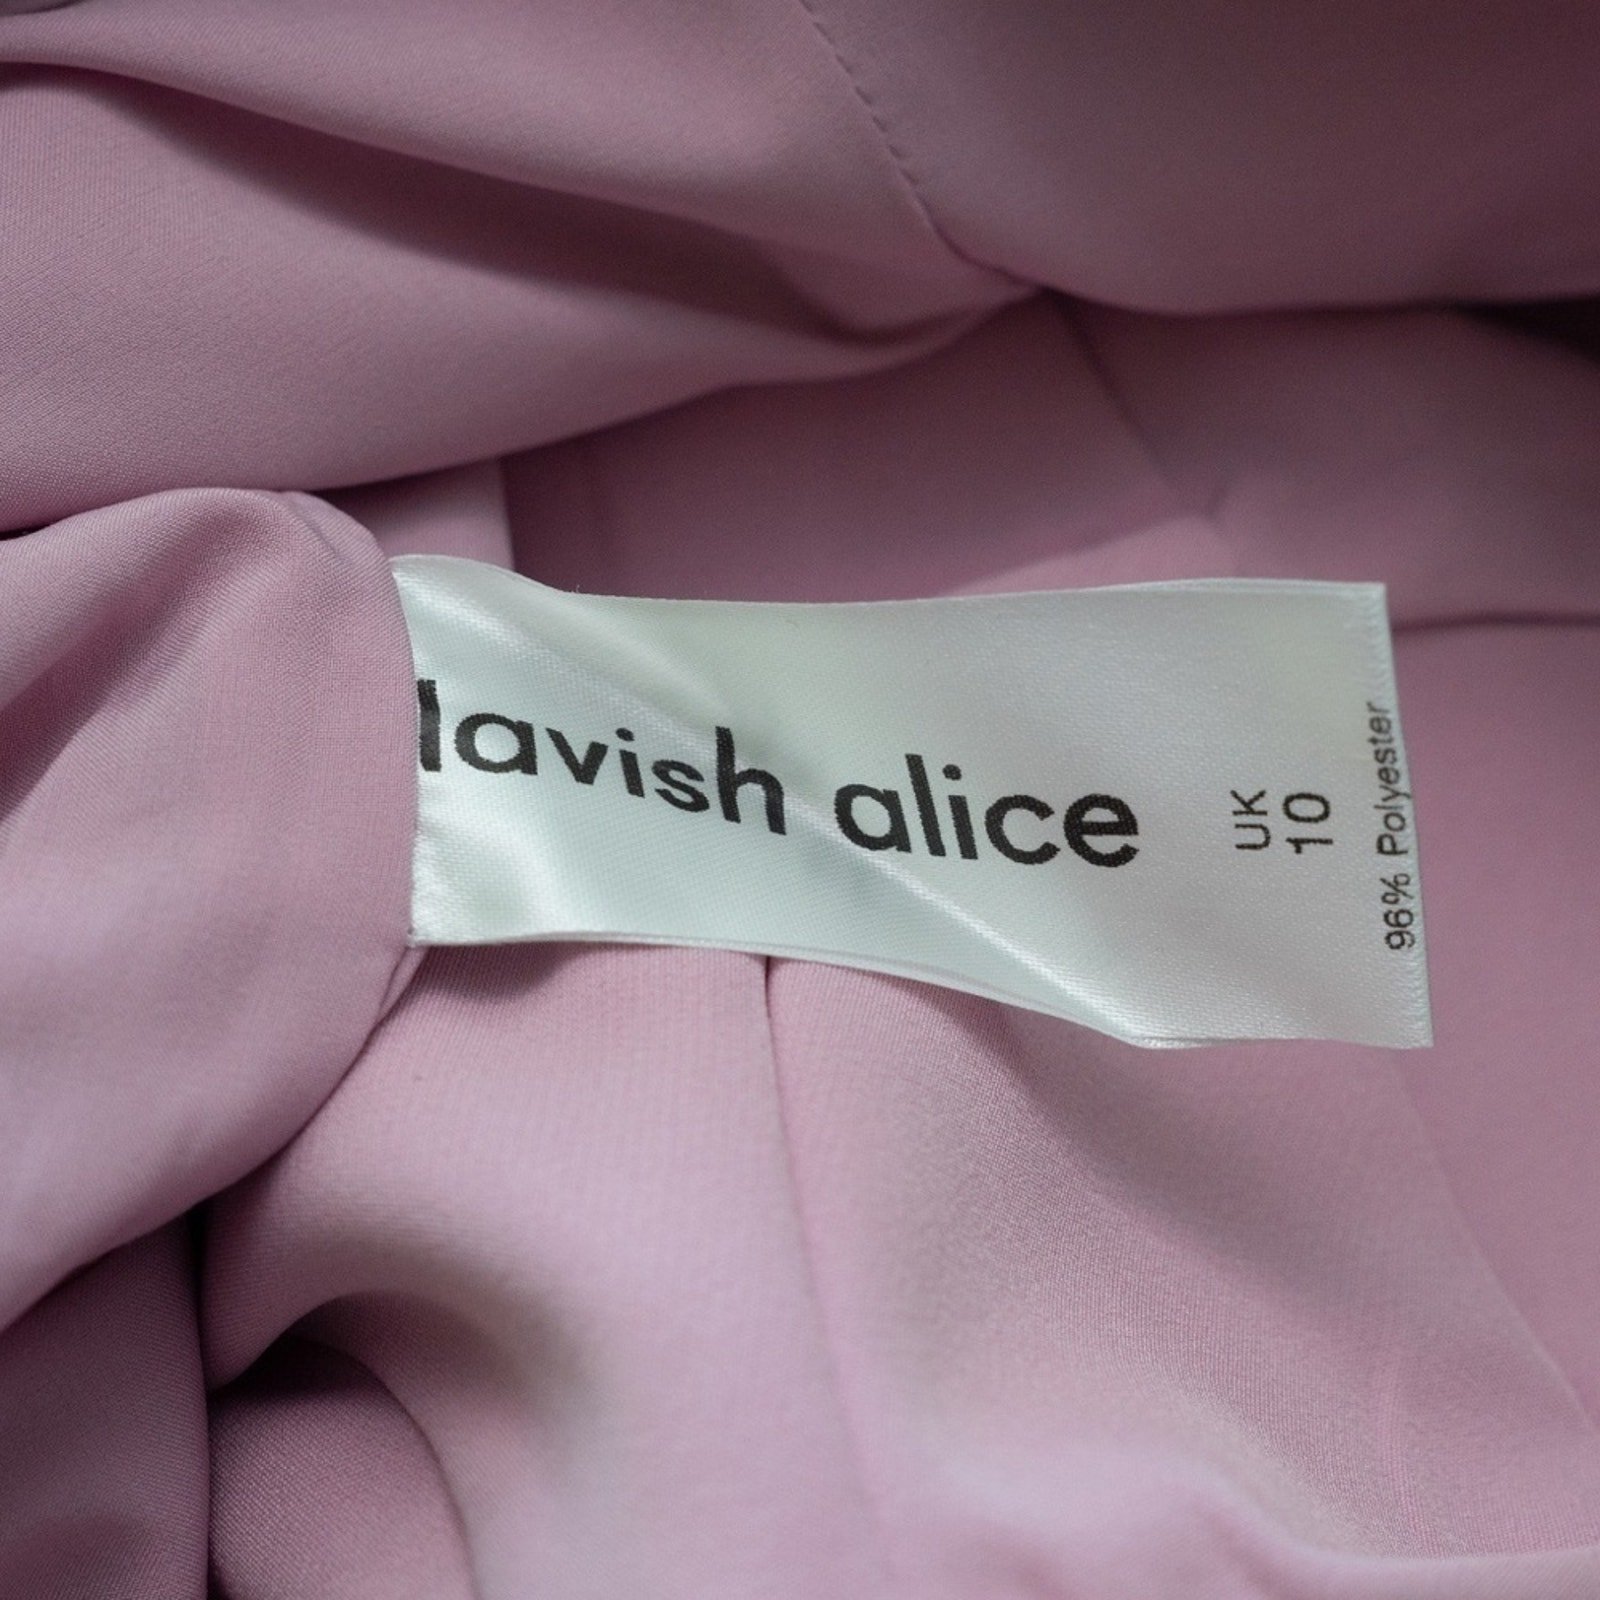 lavish alice
UK
10
96% Polyester